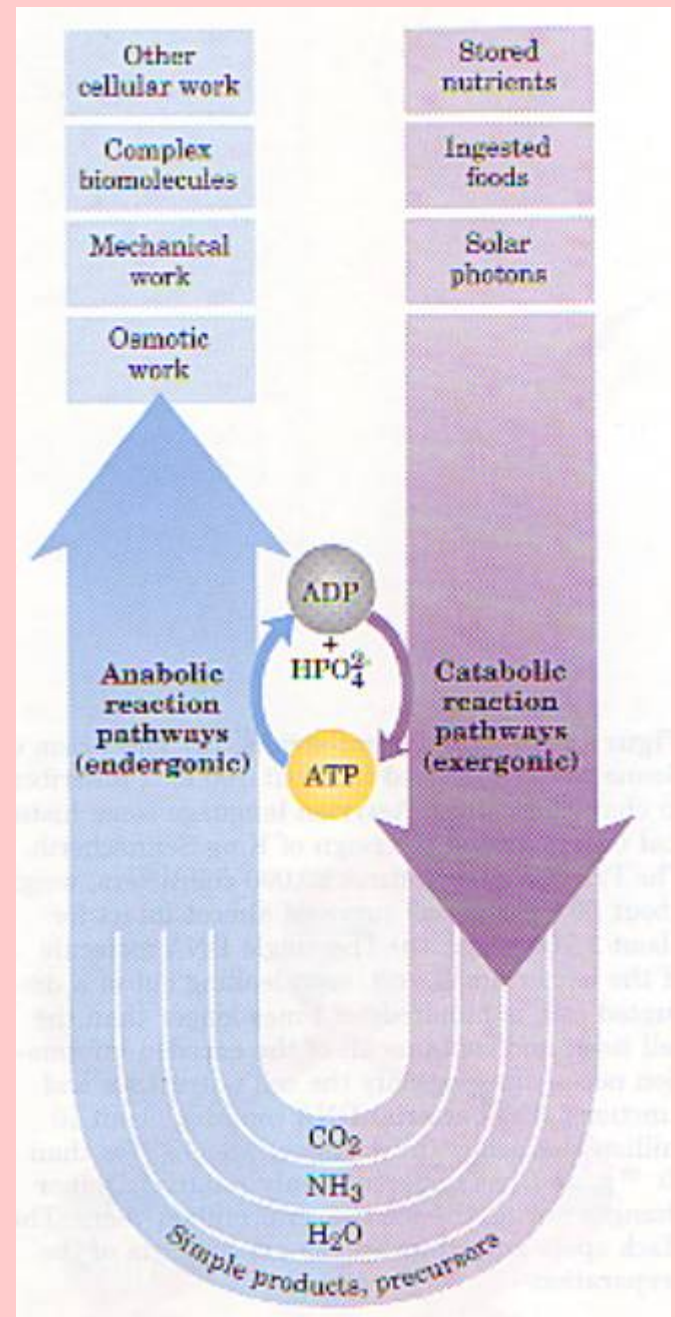 Other
cellular work
Complex
biomolecules
Mechanical
work
Osmotic
work
Stored
nutrients
Ingested
foods
Solar
photons
ADP
+
HPO₄²⁻
ATP
Anabolic
reaction
pathways
(endergonic)
Catabolic
reaction
pathways
(exergonic)
CO₂
NH₃
H₂O
Simple products, precursors